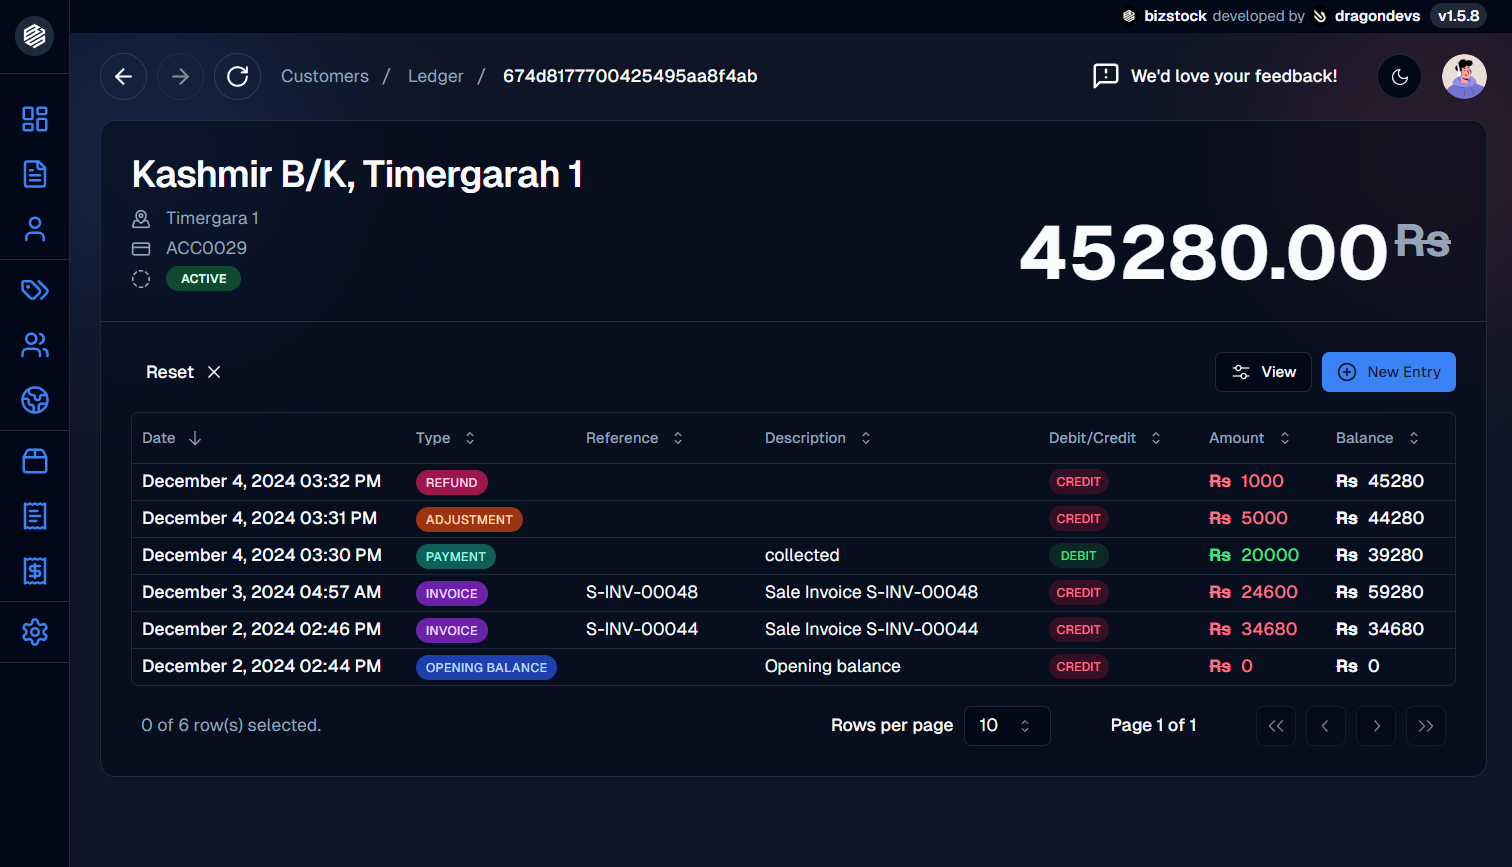 bizstock developed by dragondevs v1.5.8
Customers / Ledger / 674d8177700425495aa8f4ab We'd love your feedback!
Kashmir B/K, Timergarah 1
Timergara 1
ACC0029
45280.00 Rs
ACTIVE
Reset View New Entry
Date Type Reference Description Debit/Credit Amount Balance
December 4, 2024 03:32 PM REFUND CREDIT Rs 1000 Rs 45280
December 4, 2024 03:31 PM ADJUSTMENT CREDIT Rs 5000 Rs 44280
December 4, 2024 03:30 PM PAYMENT collected DEBIT Rs 20000 Rs 39280
December 3, 2024 04:57 AM INVOICE S-INV-00048 Sale Invoice S-INV-00048 CREDIT Rs 24600 Rs 59280
December 2, 2024 02:46 PM INVOICE S-INV-00044 Sale Invoice S-INV-00044 CREDIT Rs 34680 Rs 34680
December 2, 2024 02:44 PM OPENING BALANCE Opening balance CREDIT Rs 0 Rs 0
0 of 6 row(s) selected. Rows per page 10 Page 1 of 1